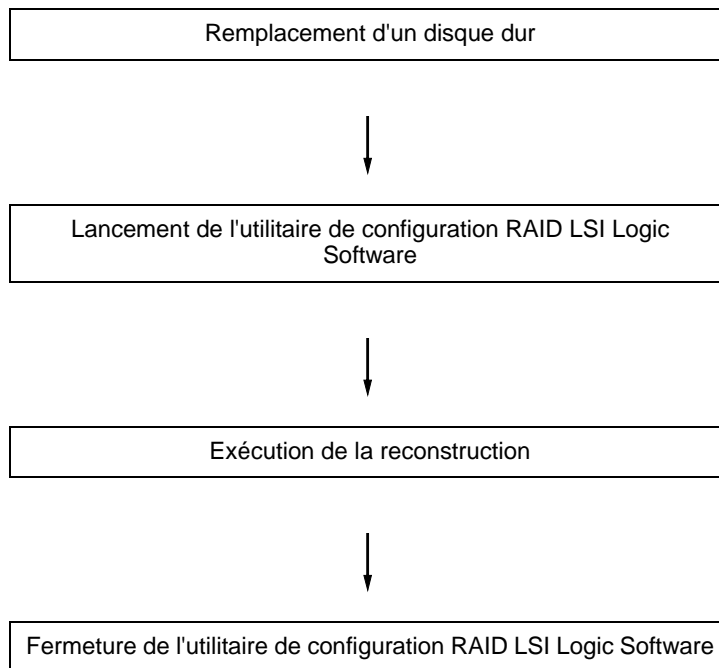 Remplacement d'un disque dur
Lancement de l'utilitaire de configuration RAID LSI Logic
Software
Exécution de la reconstruction
Fermeture de l'utilitaire de configuration RAID LSI Logic Software